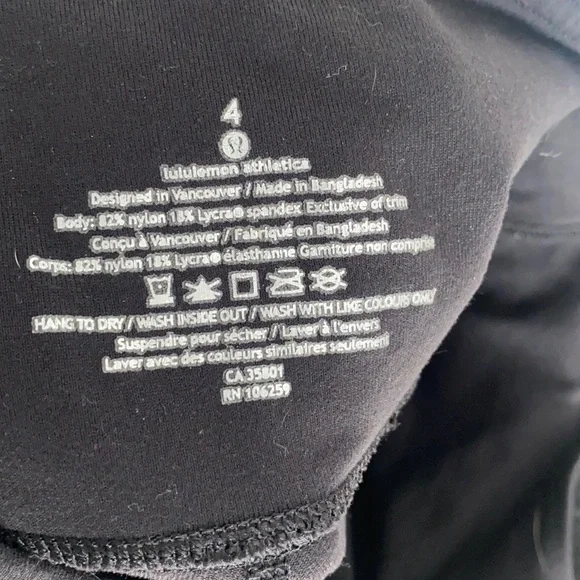 4
lululemon athletica
Designed in Vancouver / Made in Bangladesh
Body: 82% nylon 18% Lycra® spandex Exclusive of trim
Conçu à Vancouver / Fabriqué en Bangladesh
Corps: 82% nylon 18% Lycra® élasthanne Garniture non compris
HANG TO DRY / WASH INSIDE OUT / WASH WITH LIKE COLOURS ONLY
Suspendre pour sécher / Laver à l'envers
Laver avec des couleurs similaires seulement
CA 35801
RN 106259